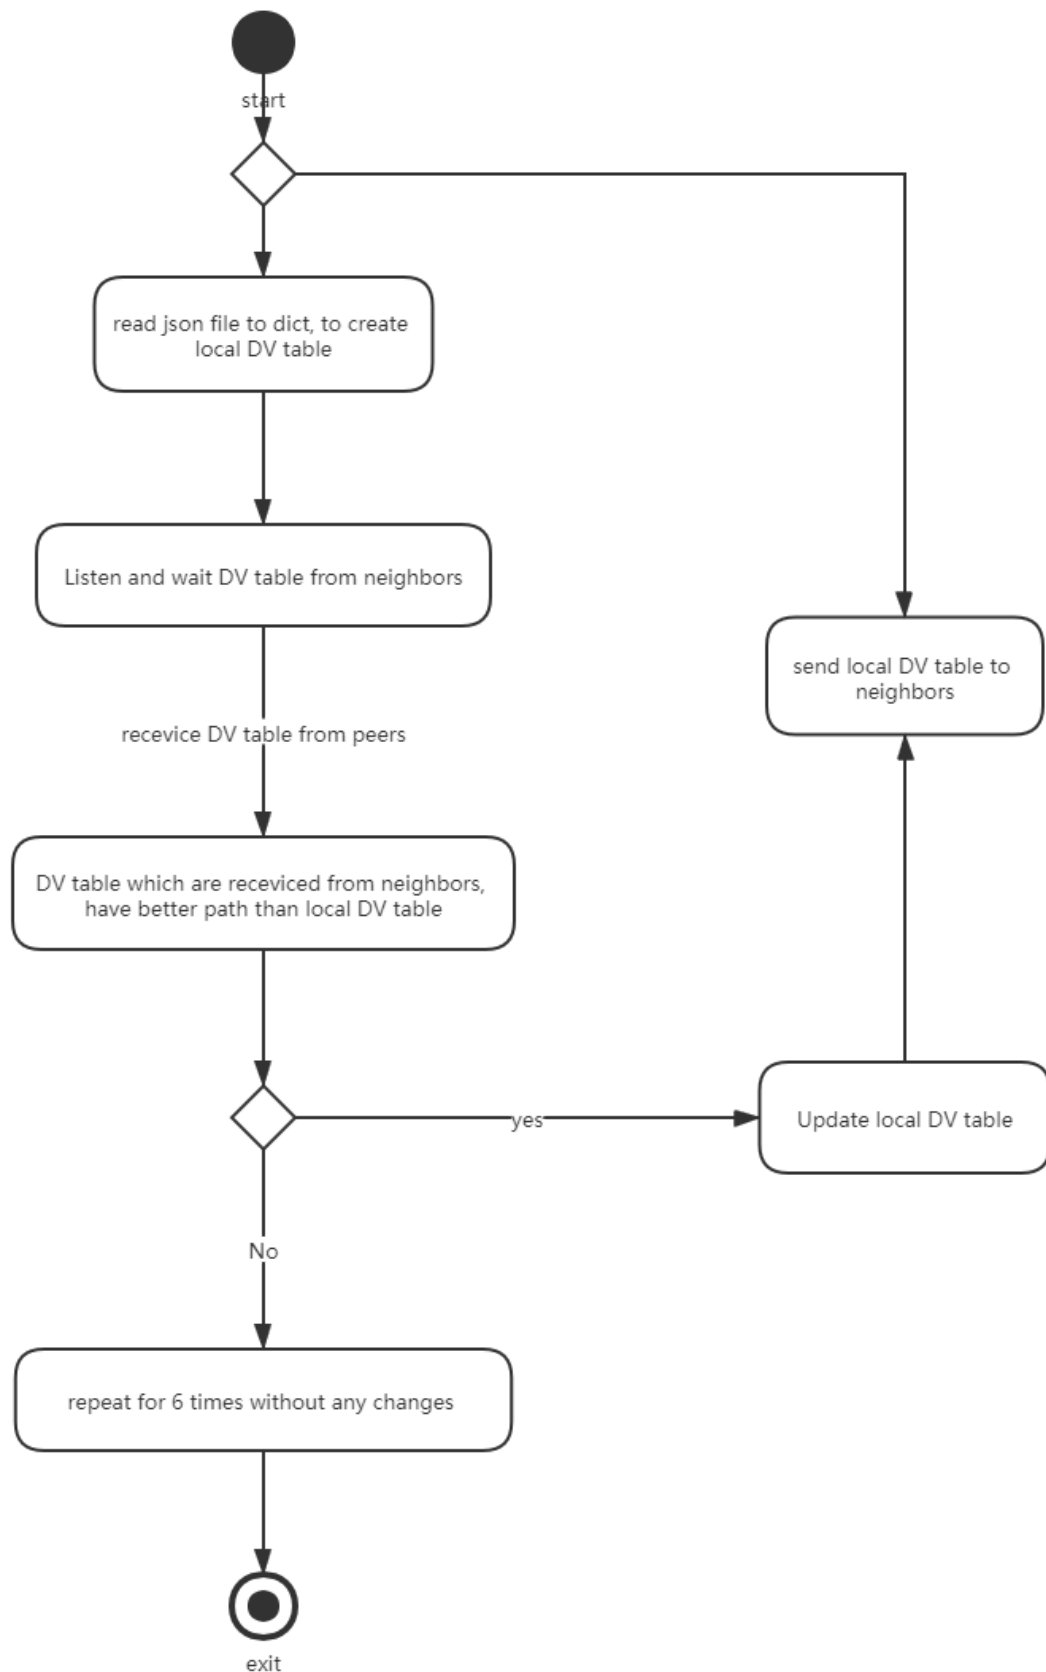 start
read json file to dict, to create
local DV table
Listen and wait DV table from neighbors
send local DV table to
neighbors
recevice DV table from peers
DV table which are receviced from neighbors,
have better path than local DV table
yes
Update local DV table
No
repeat for 6 times without any changes
exit